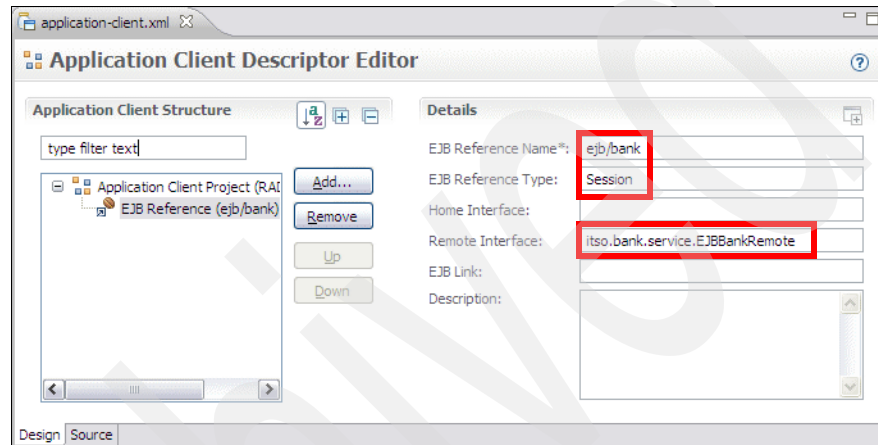 application-client.xml
Application Client Descriptor Editor
Application Client Structure
type filter text
Application Client Project (RAD
EJB Reference (ejb/bank)
Add...
Remove
Up
Down
Details
EJB Reference Name*: ejb/bank
EJB Reference Type: Session
Home Interface:
Remote Interface: itso.bank.service.EJBBankRemote
EJB Link:
Description:
Design Source